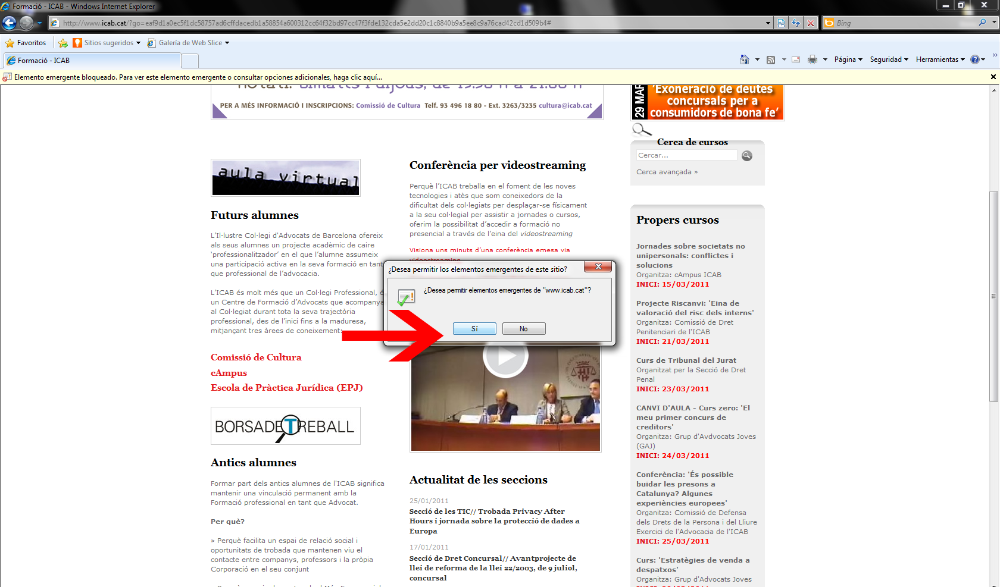 Formació - ICAB - Windows Internet Explorer
http://www.icab.cat/?go=eaf9d1a0ec5f1dc58757ad6cffdacedb1a58854a600312cc64f32bd97cc47f3fde132cda5e2dd20c1c8840b9a5ee8c9a76cad42cd1d509b4#
Bing
Favoritos
Sitios sugeridos
Galería de Web Slice
Formació - ICAB
Página
Seguridad
Herramientas
Elemento emergente bloqueado. Para ver este elemento emergente o consultar opciones adicionales, haga clic aquí...
PER A MÉS INFORMACIÓ I INSCRIPCIONS: Comissió de Cultura Telf. 93 496 18 80 - Ext. 3263/3235 cultura@icab.cat
aula virtual
Futurs alumnes
L’Il·lustre Col·legi d'Advocats de Barcelona ofereix
als seus alumnes un projecte acadèmic de caire
‘professionalitzador’ en el que l’alumne assumeix
una participació activa en la seva formació en tant
que professional de l’advocacia.
L’ICAB és molt més que un Col·legi Professional, é
un Centre de Formació d’Advocats que acompanya
al Col·legiat durant tota la seva trajectòria
professional, des de l’inici fins a la maduresa,
mitjançant tres àrees de coneixement:
Comissió de Cultura
cAmpus
Escola de Pràctica Jurídica (EPJ)
BORSADETREBALL
Antics alumnes
Formar part dels antics alumnes de l'ICAB significa
mantenir una vinculació permanent amb la
Formació professional en tant que Advocat.
Per què?
» Perquè facilita un espai de relació social i
oportunitats de trobada que mantenen viu el
contacte entre companys, professors i la pròpia
Corporació en el seu conjunt
Conferència per videostreaming
Perquè l’ICAB treballa en el foment de les noves
tecnologies i atès que som coneixedors de la
dificultat dels col·legiats per desplaçar-se físicament
a la seu col·legial per assistir a jornades o cursos,
oferim la possibilitat d’accedir a formació no
presencial a través de l’eina del videostreaming
Visiona uns minuts d’una conferència emesa via
videostreaming
¿Desea permitir los elementos emergentes de este sitio?
¿Desea permitir elementos emergentes de "www.icab.cat"?
Sí
No
Actualitat de les seccions
25/01/2011
Secció de les TIC// Trobada Privacy After
Hours i jornada sobre la protecció de dades a
Europa
17/01/2011
Secció de Dret Concursal// Avantprojecte de
llei de reforma de la llei 22/2003, de 9 juliol,
concursal
29 MAR
'Exoneració de deutes
concursals per a
consumidors de bona fe'
Cerca de cursos
Cercar...
Cerca avançada »
Propers cursos
Jornades sobre societats no
unipersonals: conflictes i
solucions
Organitza: cAmpus ICAB
INICI: 15/03/2011
Projecte Riscanvi: 'Eina de
valoració del risc dels interns'
Organitza: Comissió de Dret
Penitenciari de l'ICAB
INICI: 21/03/2011
Curs de Tribunal del Jurat
Organitzat per la Secció de Dret
Penal
INICI: 23/03/2011
CANVI D'AULA - Curs zero: 'El
meu primer concurs de
creditors'
Organitza: Grup d'Avdvocats Joves
(GAJ)
INICI: 24/03/2011
Conferència: 'És possible
buidar les presons a
Catalunya? Algunes
experiències europees'
Organitza: Comissió de Defensa
dels Drets de la Persona i del Lliure
Exercici de l'Advocacia de l'ICAB
INICI: 25/03/2011
Curs: 'Estratègies de venda a
despatxos'
Organitza: Grup d'Advocats Joves